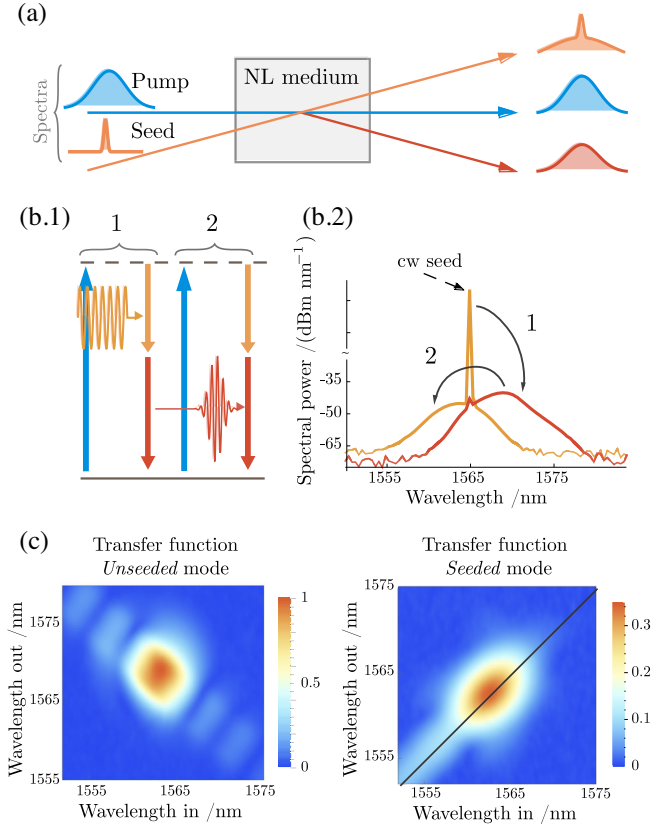 (a)
Spectra
Pump
Seed
NL medium
(b.1)
1
2
(b.2)
Spectral power /(dBm nm⁻¹)
cw seed
1
2
≈
-35
-50
-65
1555
1565
1578
Wavelength /nm
(c)
Transfer function
Unseeded mode
Wavelength out /nm
1575
1565
1555
1555
1565
1575
Wavelength in /nm
1
0.5
0
Transfer function
Seeded mode
Wavelength out /nm
1575
1565
1555
1555
1565
1575
Wavelength in /nm
0.3
0.2
0.1
0